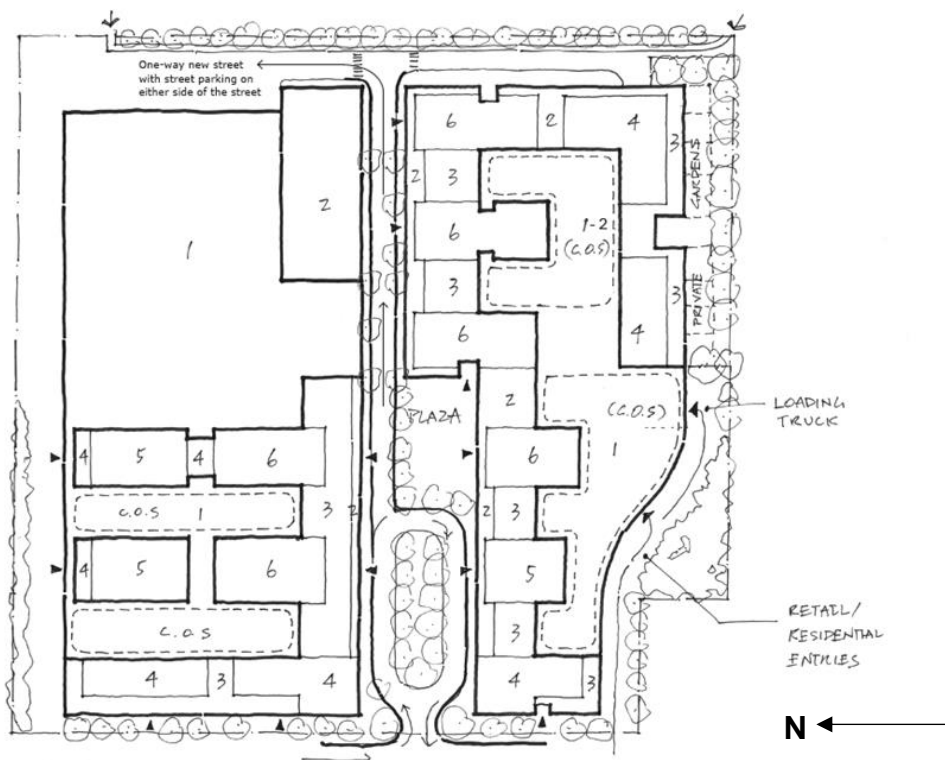 One-way new street
with street parking on
either side of the street
6 2 4
3
GARDENS
2
2 3
1
6
1-2
(C.O.S)
3
3
PRIVATE
6
4
PLAZA
2
(C.O.S)
LOADING
TRUCK
1
4 5 4 6
6
C.O.S 1
3 2
2 3
4 5 6
5
C.O.S
3
RETAIL/
RESIDENTIAL
ENTRIES
4 3 4
4 3
N